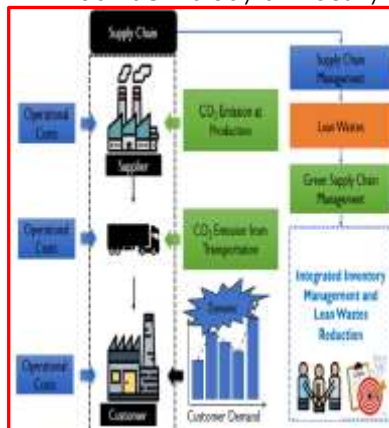 Supply Chain
Supply Chain
Management
Operational
Costs
CO₂ Emission at
Production
Lean Wastes
Supplier
Green Supply Chain
Management
Operational
Costs
CO₂ Emission from
Transportation
Integrated Inventory
Management and
Lean Wastes
Reduction
Demand
Operational
Costs
Customer
Customer Demand